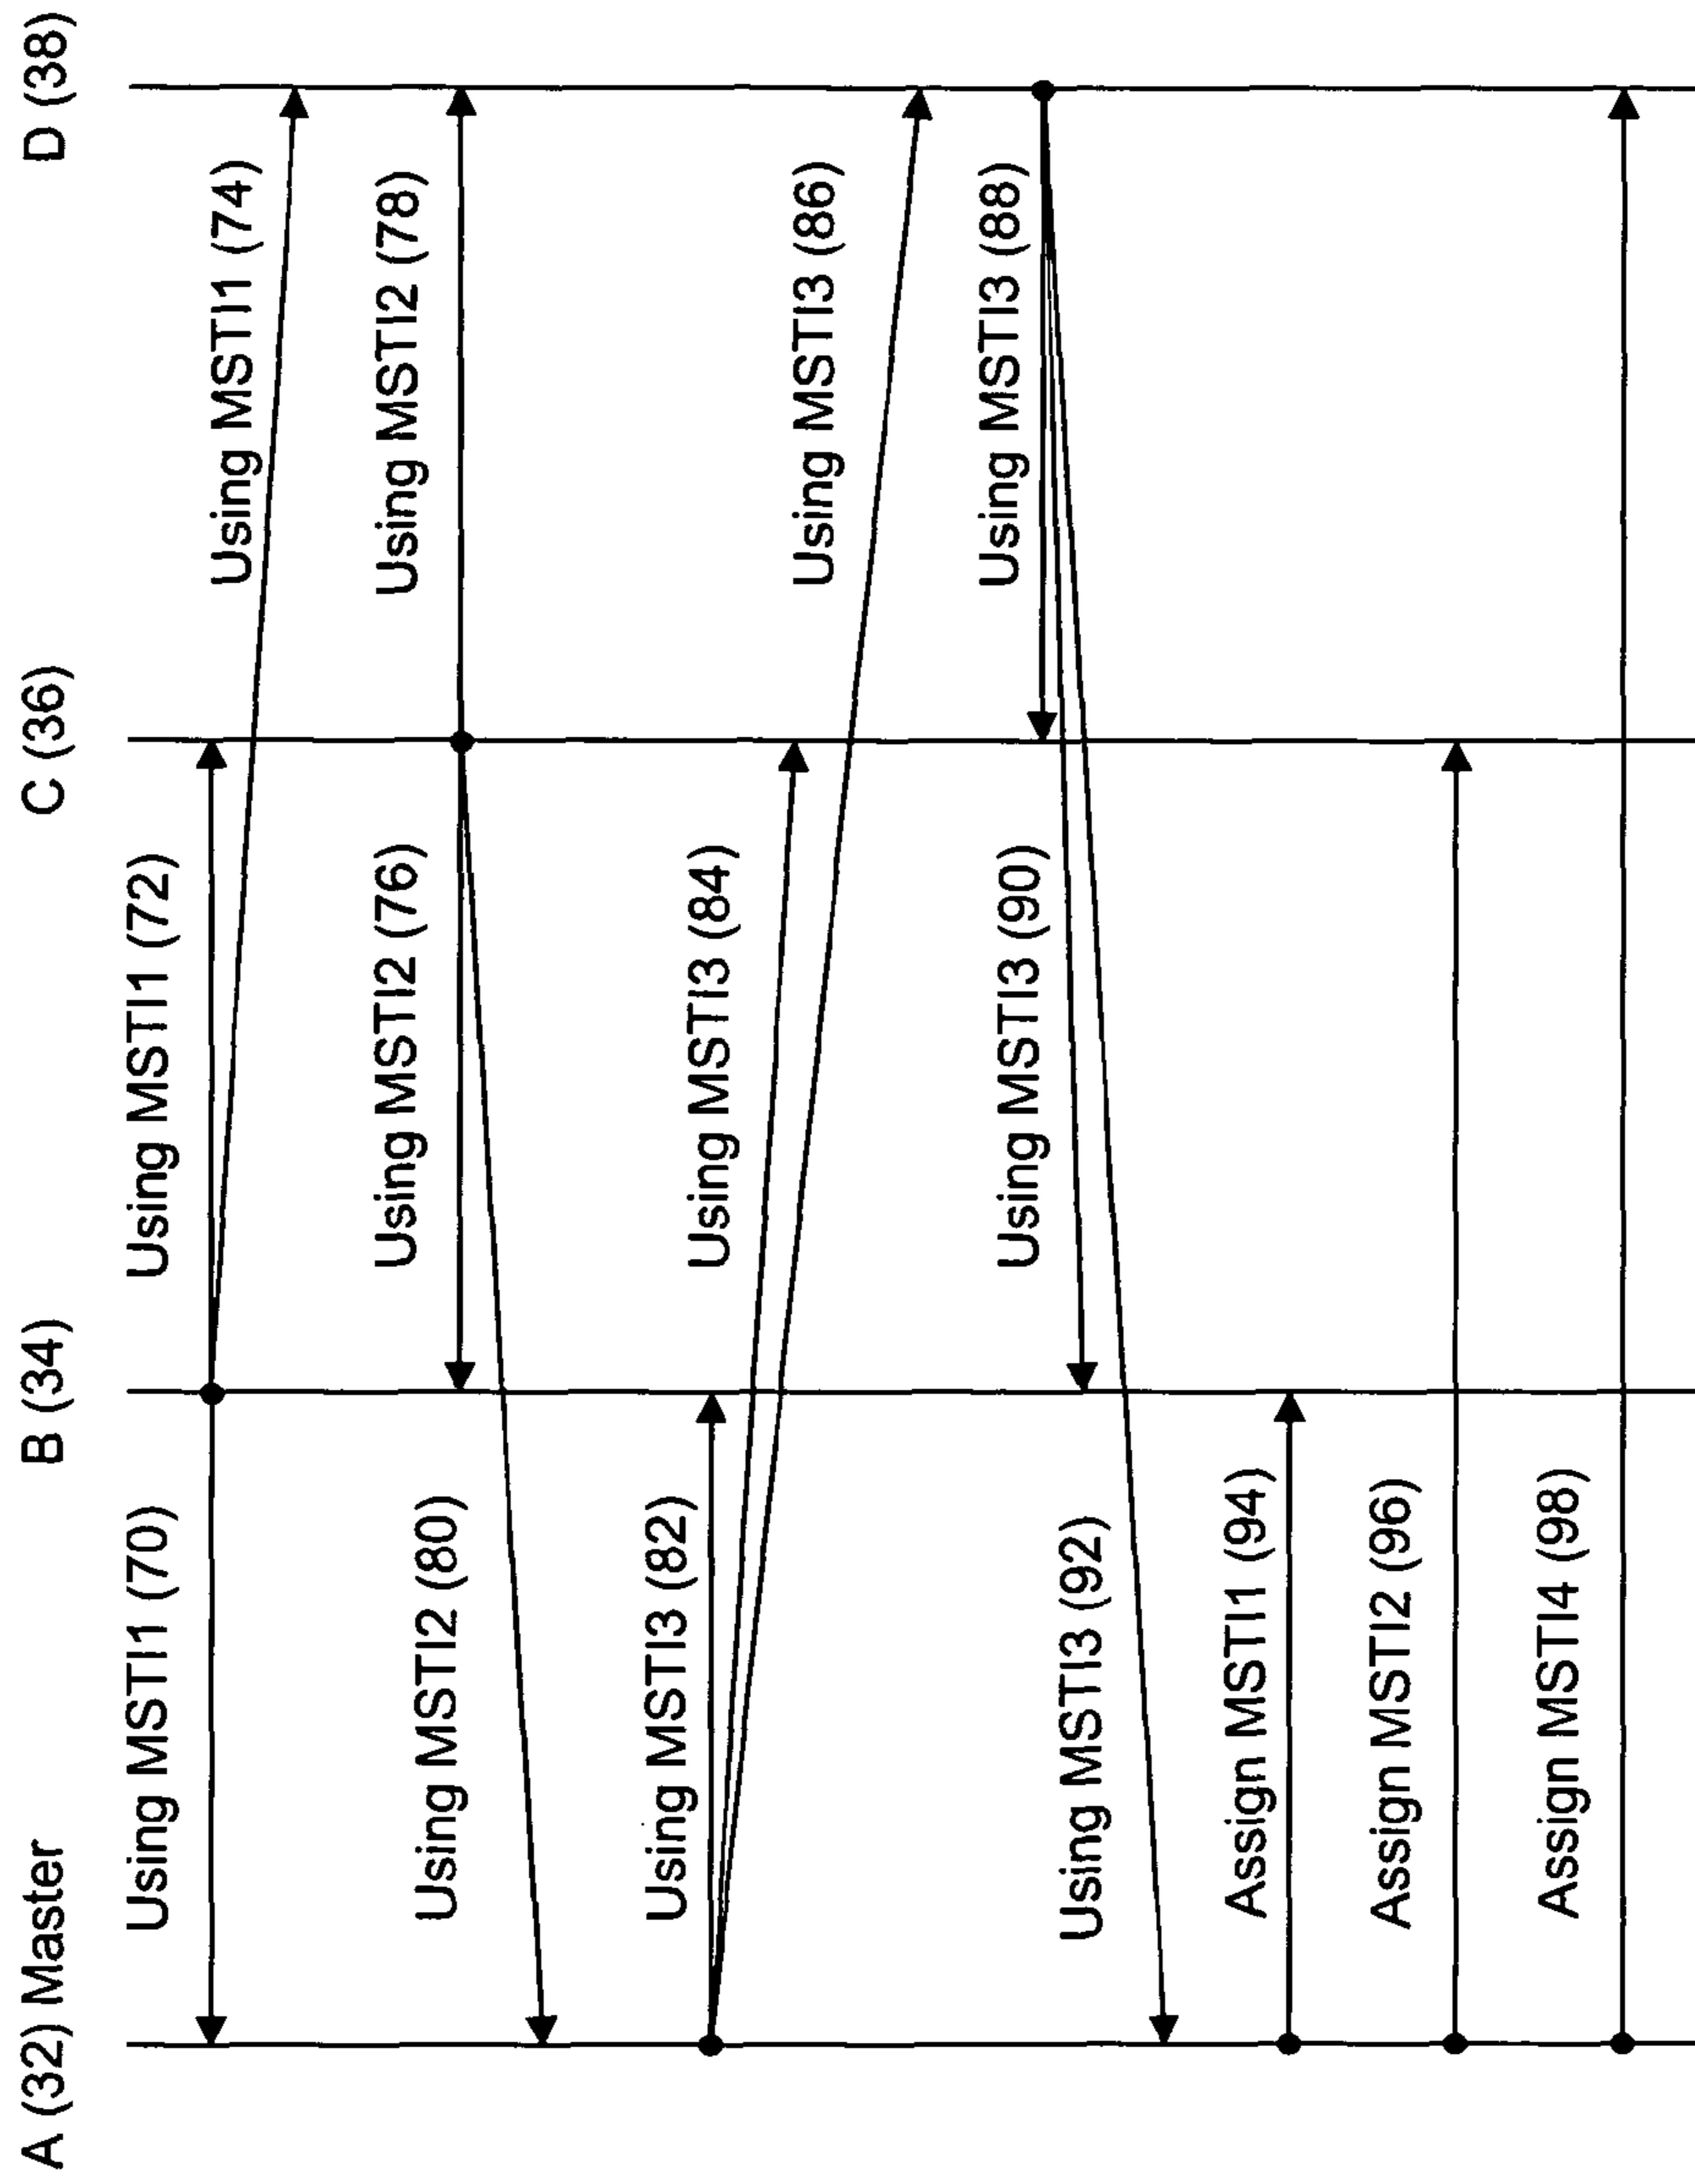 A (32) Master
B (34)
C (36)
D (38)
Using MSTI1 (70)
Using MSTI1 (72)
Using MSTI1 (74)
Using MSTI2 (76)
Using MSTI2 (78)
Using MSTI2 (80)
Using MSTI3 (82)
Using MSTI3 (84)
Using MSTI3 (86)
Using MSTI3 (88)
Using MSTI3 (90)
Using MSTI3 (92)
Assign MSTI1 (94)
Assign MSTI2 (96)
Assign MSTI4 (98)